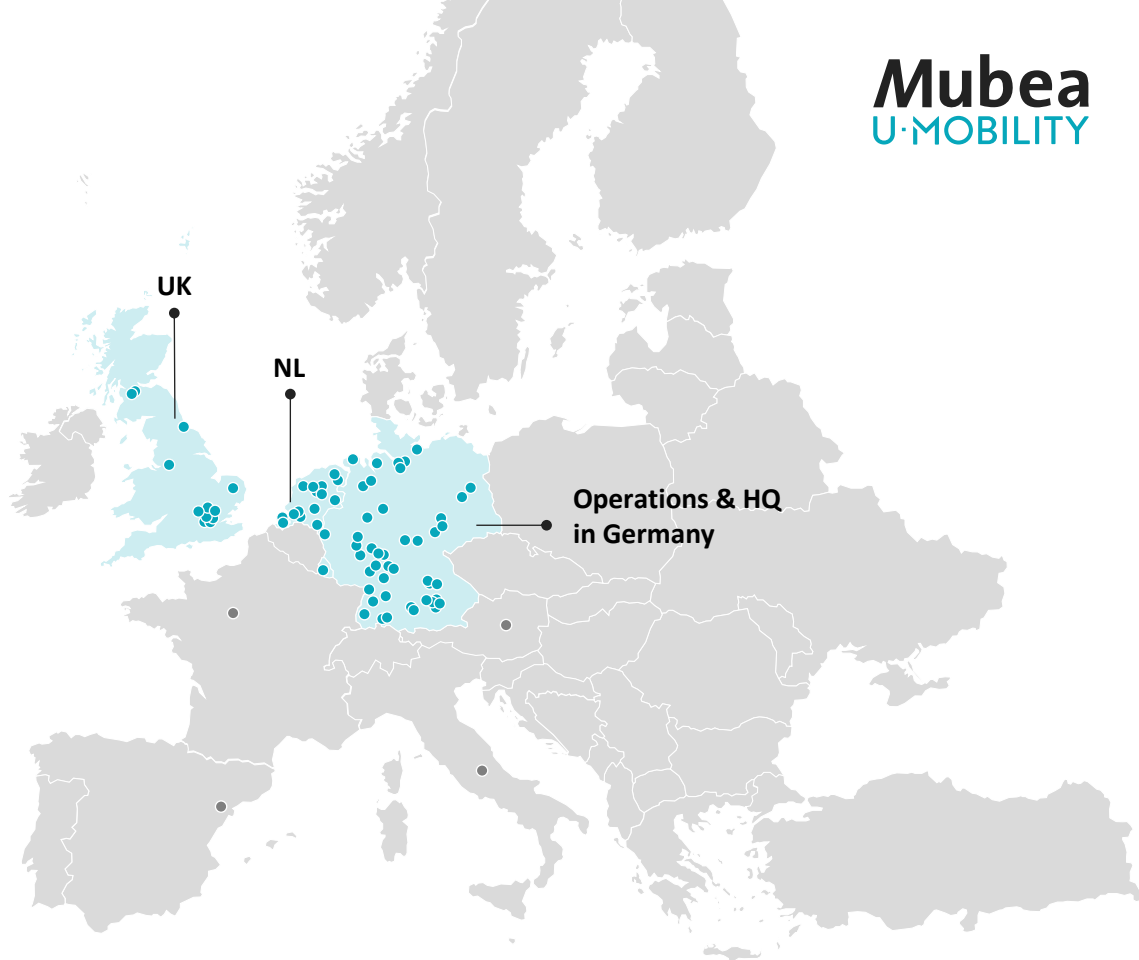 Mubea
U·MOBILITY
UK
NL
Operations & HQ
in Germany